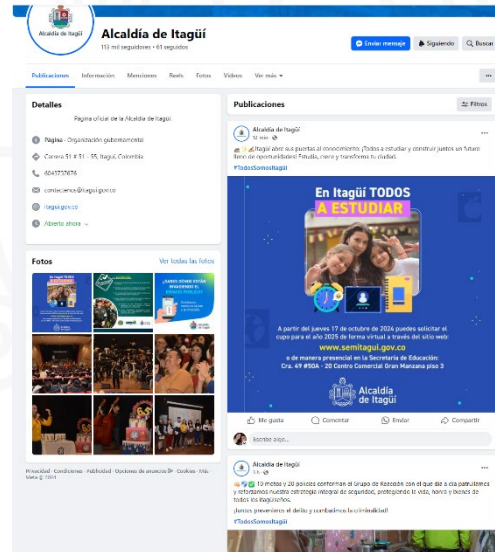 Alcaldía de Itagüí
Alcaldía de Itagüí
113 mil seguidores • 61 seguidos
Enviar mensaje
Siguiendo
Buscar
Publicaciones
Información
Menciones
Reels
Fotos
Videos
Ver más
Detalles
Página oficial de la Alcaldía de Itagüí.
Página · Organización gubernamental
Carrera 51 # 51 - 55, Itagüí, Colombia
6043737676
contactenos@itagui.gov.co
itagui.gov.co
Abierto ahora
Fotos
Ver todas las fotos
Privacidad · Condiciones · Publicidad · Opciones de anuncios · Cookies · Más ·
Meta © 2024
Publicaciones
Filtros
Alcaldía de Itagüí
¡Itagüí abre sus puertas al conocimiento! ¡Todos a estudiar y construir juntos un futuro
lleno de oportunidades! Estudia, crece y transforma tu ciudad.
#TodosSomosItagüí
En Itagüí TODOS
A ESTUDIAR
A partir del jueves 17 de octubre de 2024 puedes solicitar el
cupo para el año 2025 de forma virtual a través del sitio web:
www.semitagui.gov.co
o de manera presencial en la Secretaría de Educación:
Cra. 49 #50A - 20 Centro Comercial Gran Manzana piso 3
Alcaldía
de Itagüí
Me gusta
Comentar
Enviar
Compartir
Escribe algo...
Alcaldía de Itagüí
10 motos y 20 policías conforman el Grupo de Reacción con el que día a día patrullamos
y reforzamos nuestra estrategia integral de seguridad, protegiendo la vida, honra y bienes de
todos los itagüiseños.
¡Juntos prevenimos el delito y combatimos la criminalidad!
#TodosSomosItagüí